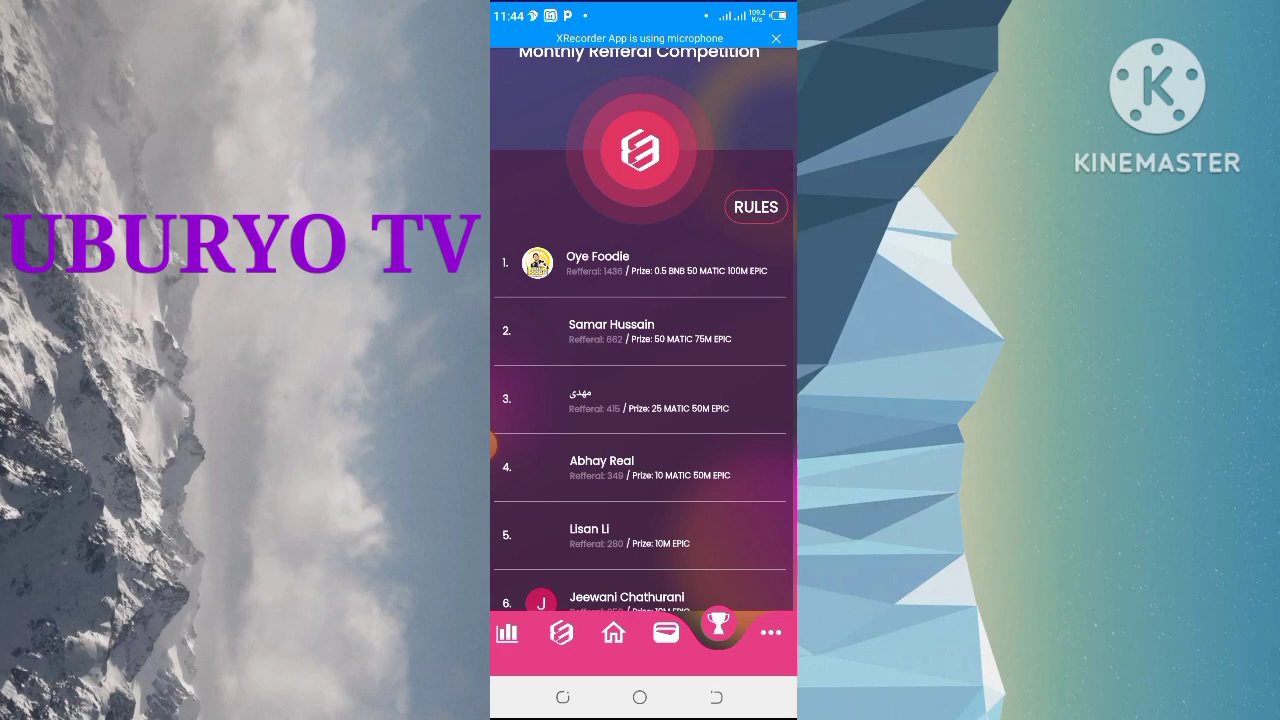 11:44
109.2 K/s
XRecorder App is using microphone
Monthly Refferal Competition
RULES
1. Oye Foodie
Refferal: 1436 / Prize: 0.5 BNB 50 MATIC 100M EPIC
2. Samar Hussain
Refferal: 662 / Prize: 50 MATIC 75M EPIC
3. مهدی
Refferal: 415 / Prize: 25 MATIC 50M EPIC
4. Abhay Real
Refferal: 349 / Prize: 10 MATIC 50M EPIC
5. Lisan Li
Refferal: 280 / Prize: 10M EPIC
6. J Jeewani Chathurani
UBURYO TV
K
KINEMASTER